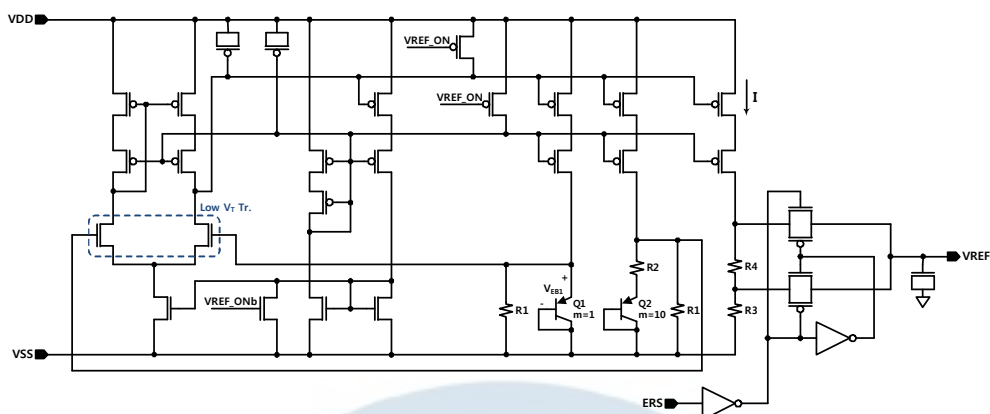 VDD
VREF_ON
VREF_ON
I
Low VT Tr.
VREF
R4
R2
+
VEB1
-
Q1
m=1
Q2
m=10
R1
R1
R3
VREF_ONb
VSS
ERS